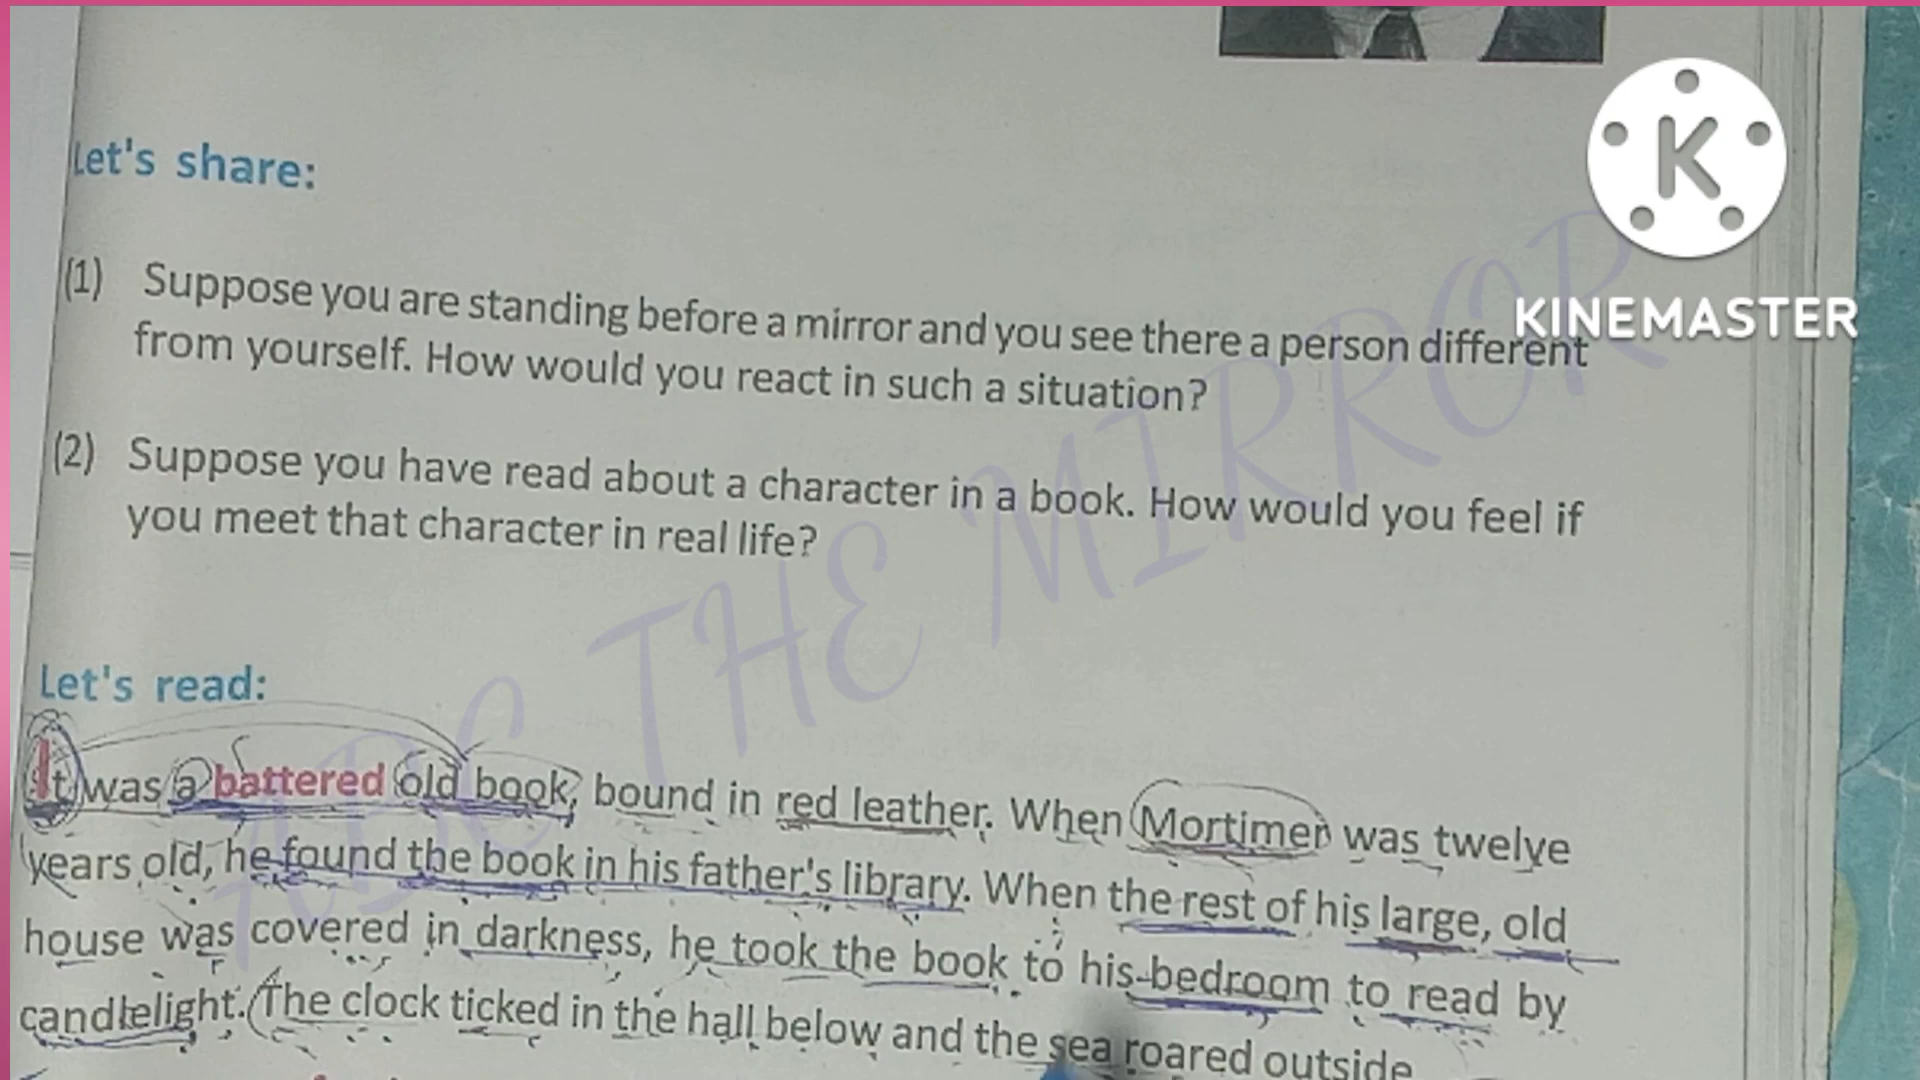 Let's share:
KINEMASTER
(1) Suppose you are standing before a mirror and you see there a person different
from yourself. How would you react in such a situation?
(2) Suppose you have read about a character in a book. How would you feel if
you meet that character in real life?
ABC THE MIRROR
Let's read:
It was a battered old book, bound in red leather. When Mortimer was twelve
years old, he found the book in his father's library. When the rest of his large, old
house was covered in darkness, he took the book to his bedroom to read by
candlelight. The clock ticked in the hall below and the sea roared outside